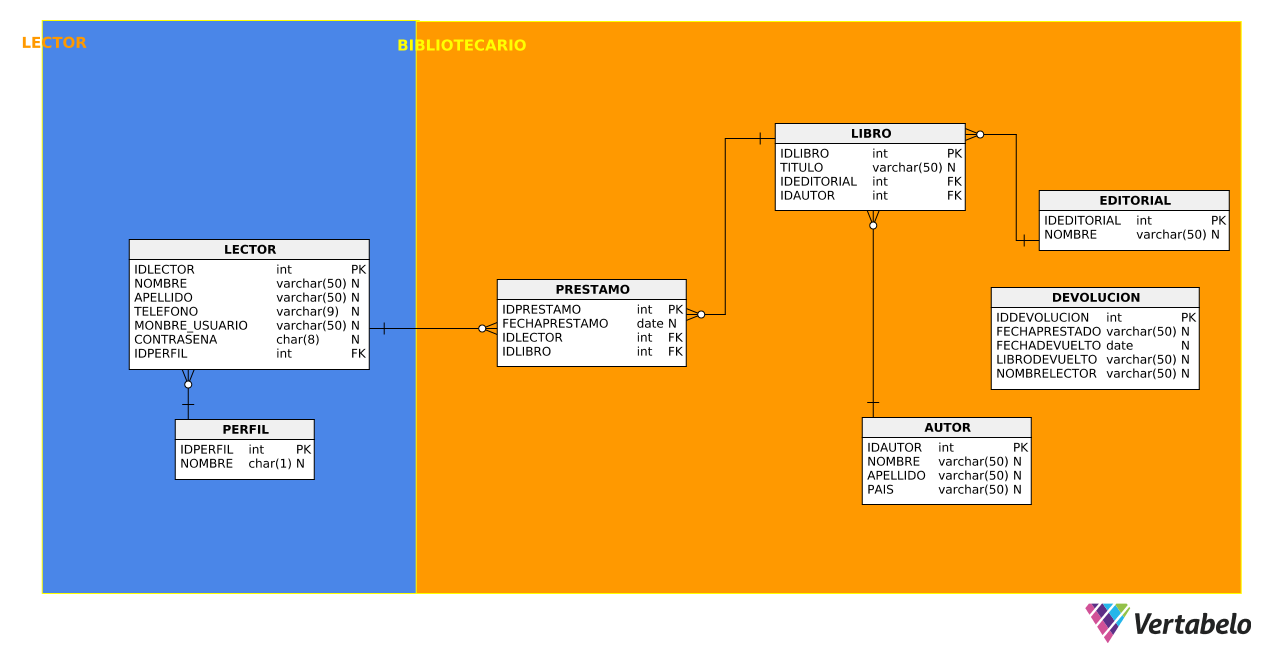 LECTOR
BIBLIOTECARIO
LIBRO
IDLIBRO int PK
TITULO varchar(50) N
IDEDITORIAL int FK
IDAUTOR int FK
EDITORIAL
IDEDITORIAL int PK
NOMBRE varchar(50) N
LECTOR
IDLECTOR int PK
NOMBRE varchar(50) N
APELLIDO varchar(50) N
TELEFONO varchar(9) N
MONBRE_USUARIO varchar(50) N
CONTRASENA char(8) N
IDPERFIL int FK
PRESTAMO
IDPRESTAMO int PK
FECHAPRESTAMO date N
IDLECTOR int FK
IDLIBRO int FK
DEVOLUCION
IDDEVOLUCION int PK
FECHAPRESTADO varchar(50) N
FECHADEVUELTO date N
LIBRODEVUELTO varchar(50) N
NOMBRELECTOR varchar(50) N
PERFIL
IDPERFIL int PK
NOMBRE char(1) N
AUTOR
IDAUTOR int PK
NOMBRE varchar(50) N
APELLIDO varchar(50) N
PAIS varchar(50) N
Vertabelo